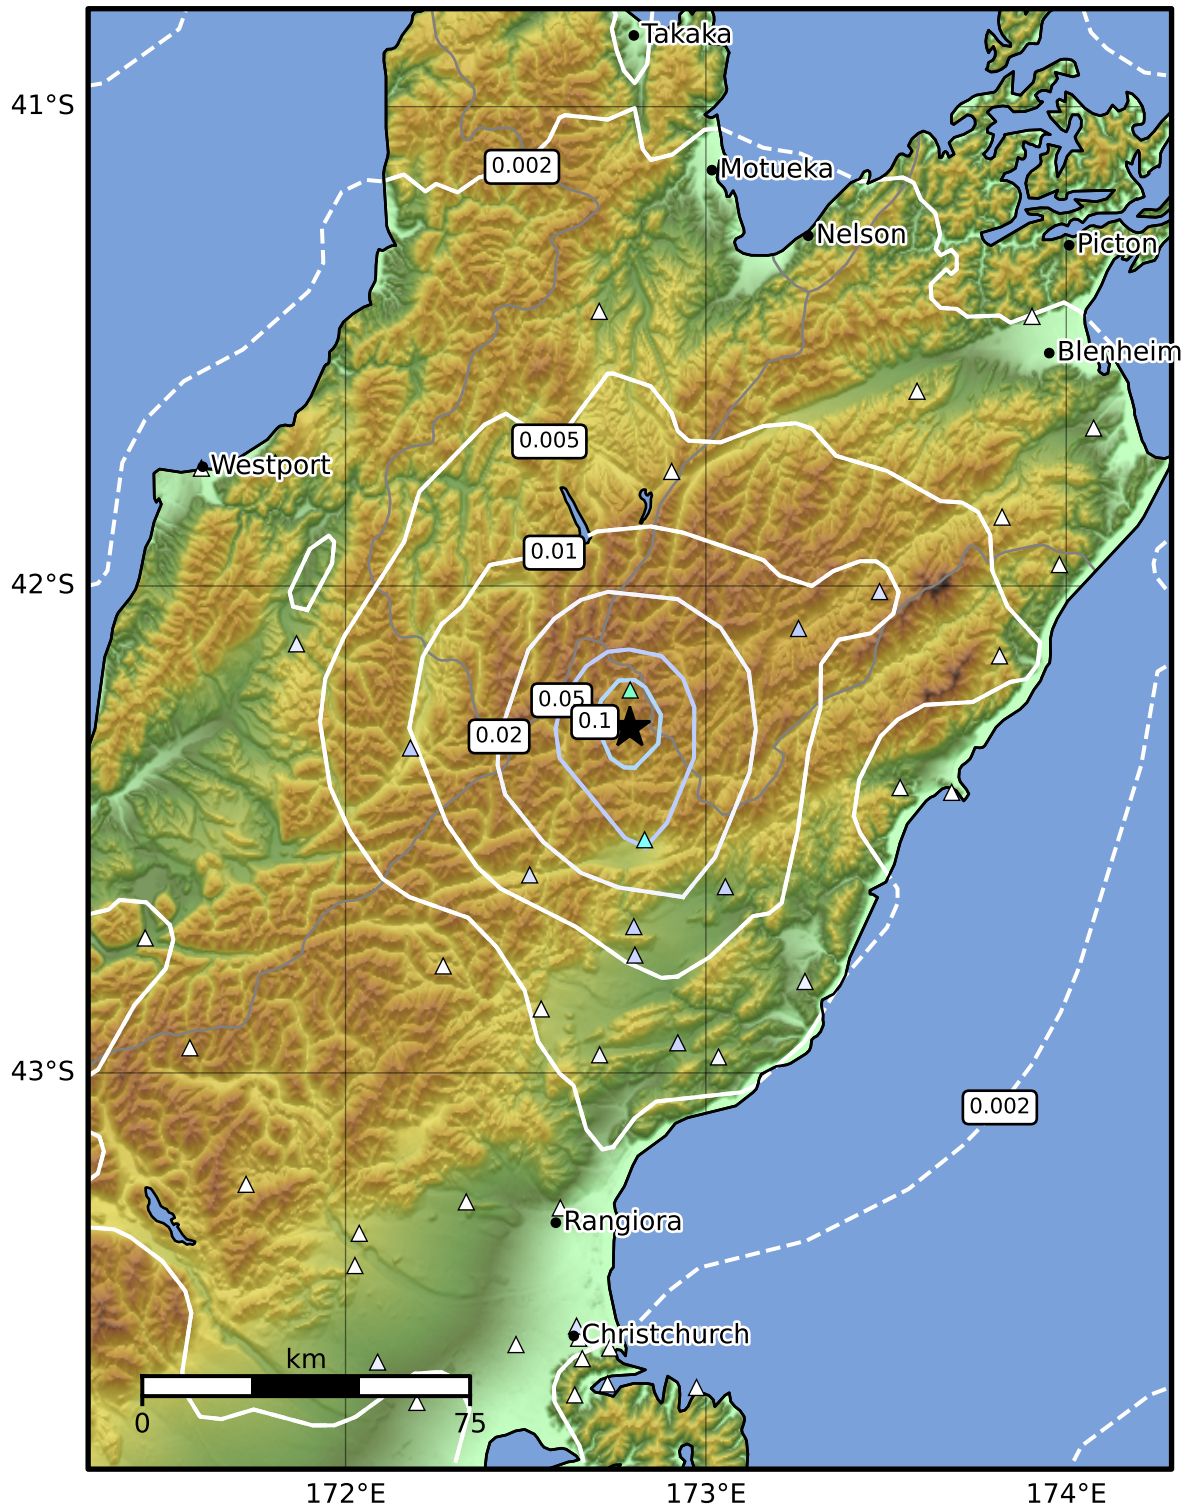 Takaka
41°S
0.002
Motueka
Nelson
Picton
Blenheim
0.005
Westport
0.01
42°S
0.05
0.1
0.02
43°S
0.002
Rangiora
Christchurch
km
0 75
172°E 173°E 174°E